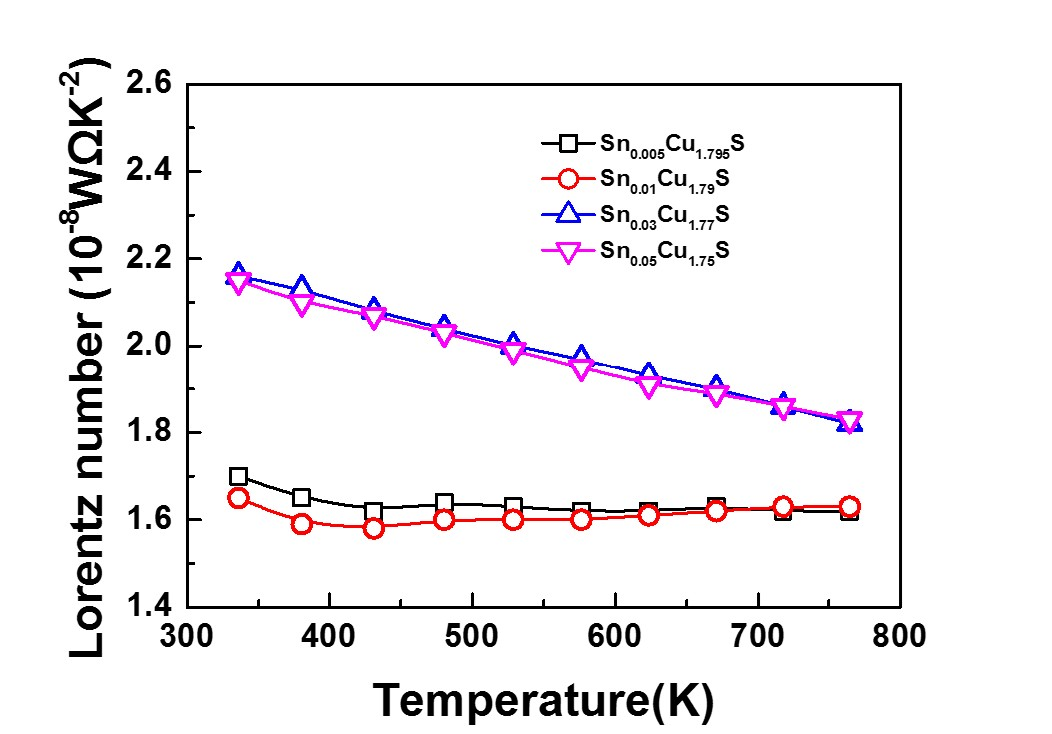 2.6
2.4
2.2
2.0
1.8
1.6
1.4
Lorentz number (10⁻⁸WΩK⁻²)
Sn₀.₀₀₅Cu₁.₇₉₅S
Sn₀.₀₁Cu₁.₇₉S
Sn₀.₀₃Cu₁.₇₇S
Sn₀.₀₅Cu₁.₇₅S
300 400 500 600 700 800
Temperature(K)